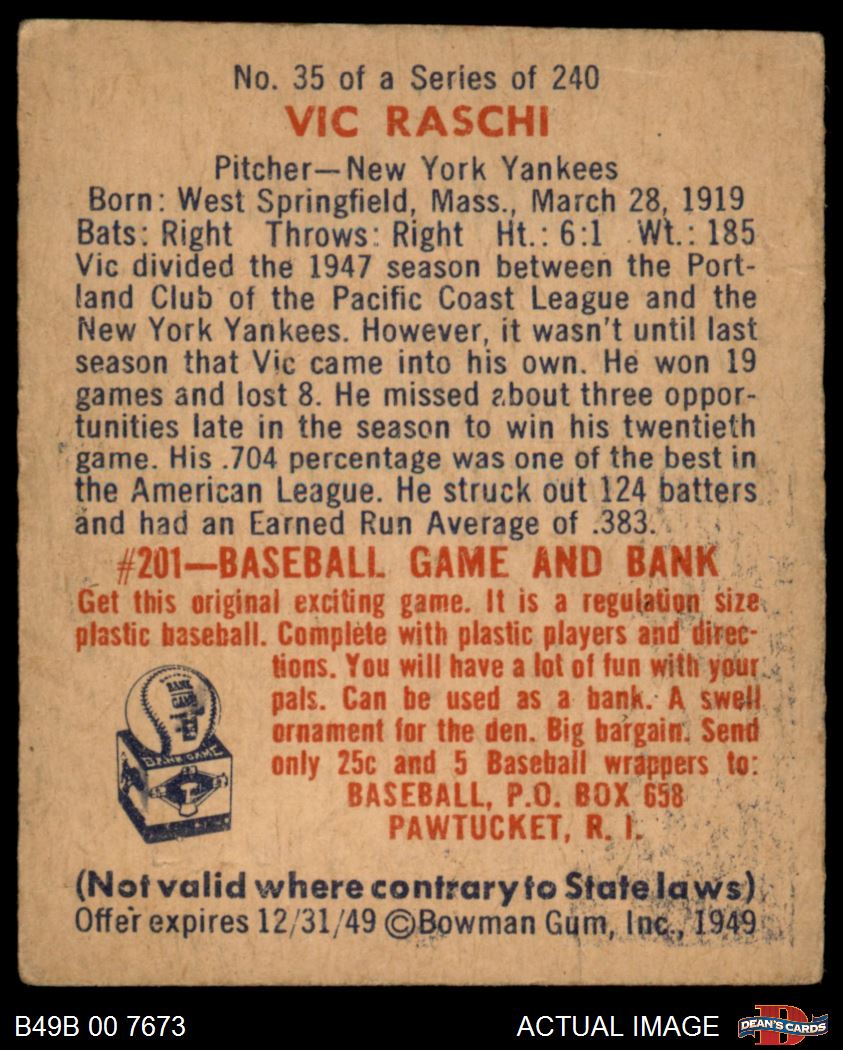 No. 35 of a Series of 240
VIC RASCHI
Pitcher—New York Yankees
Born: West Springfield, Mass., March 28, 1919
Bats: Right Throws: Right Ht.: 6:1 Wt.: 185
Vic divided the 1947 season between the Port-
land Club of the Pacific Coast League and the
New York Yankees. However, it wasn't until last
season that Vic came into his own. He won 19
games and lost 8. He missed about three oppor-
tunities late in the season to win his twentieth
game. His .704 percentage was one of the best in
the American League. He struck out 124 batters
and had an Earned Run Average of .383.
#201—BASEBALL GAME AND BANK
Get this original exciting game. It is a regulation size
plastic baseball. Complete with plastic players and direc-
tions. You will have a lot of fun with your
pals. Can be used as a bank. A swell
ornament for the den. Big bargain. Send
only 25c and 5 Baseball wrappers to:
BASEBALL, P.O. BOX 658
PAWTUCKET, R. I.
BANK
GAME
BANK GAME
(Not valid where contrary to State laws)
Offer expires 12/31/49 ©Bowman Gum, Inc., 1949
B49B 00 7673
ACTUAL IMAGE
DEAN'S CARDS